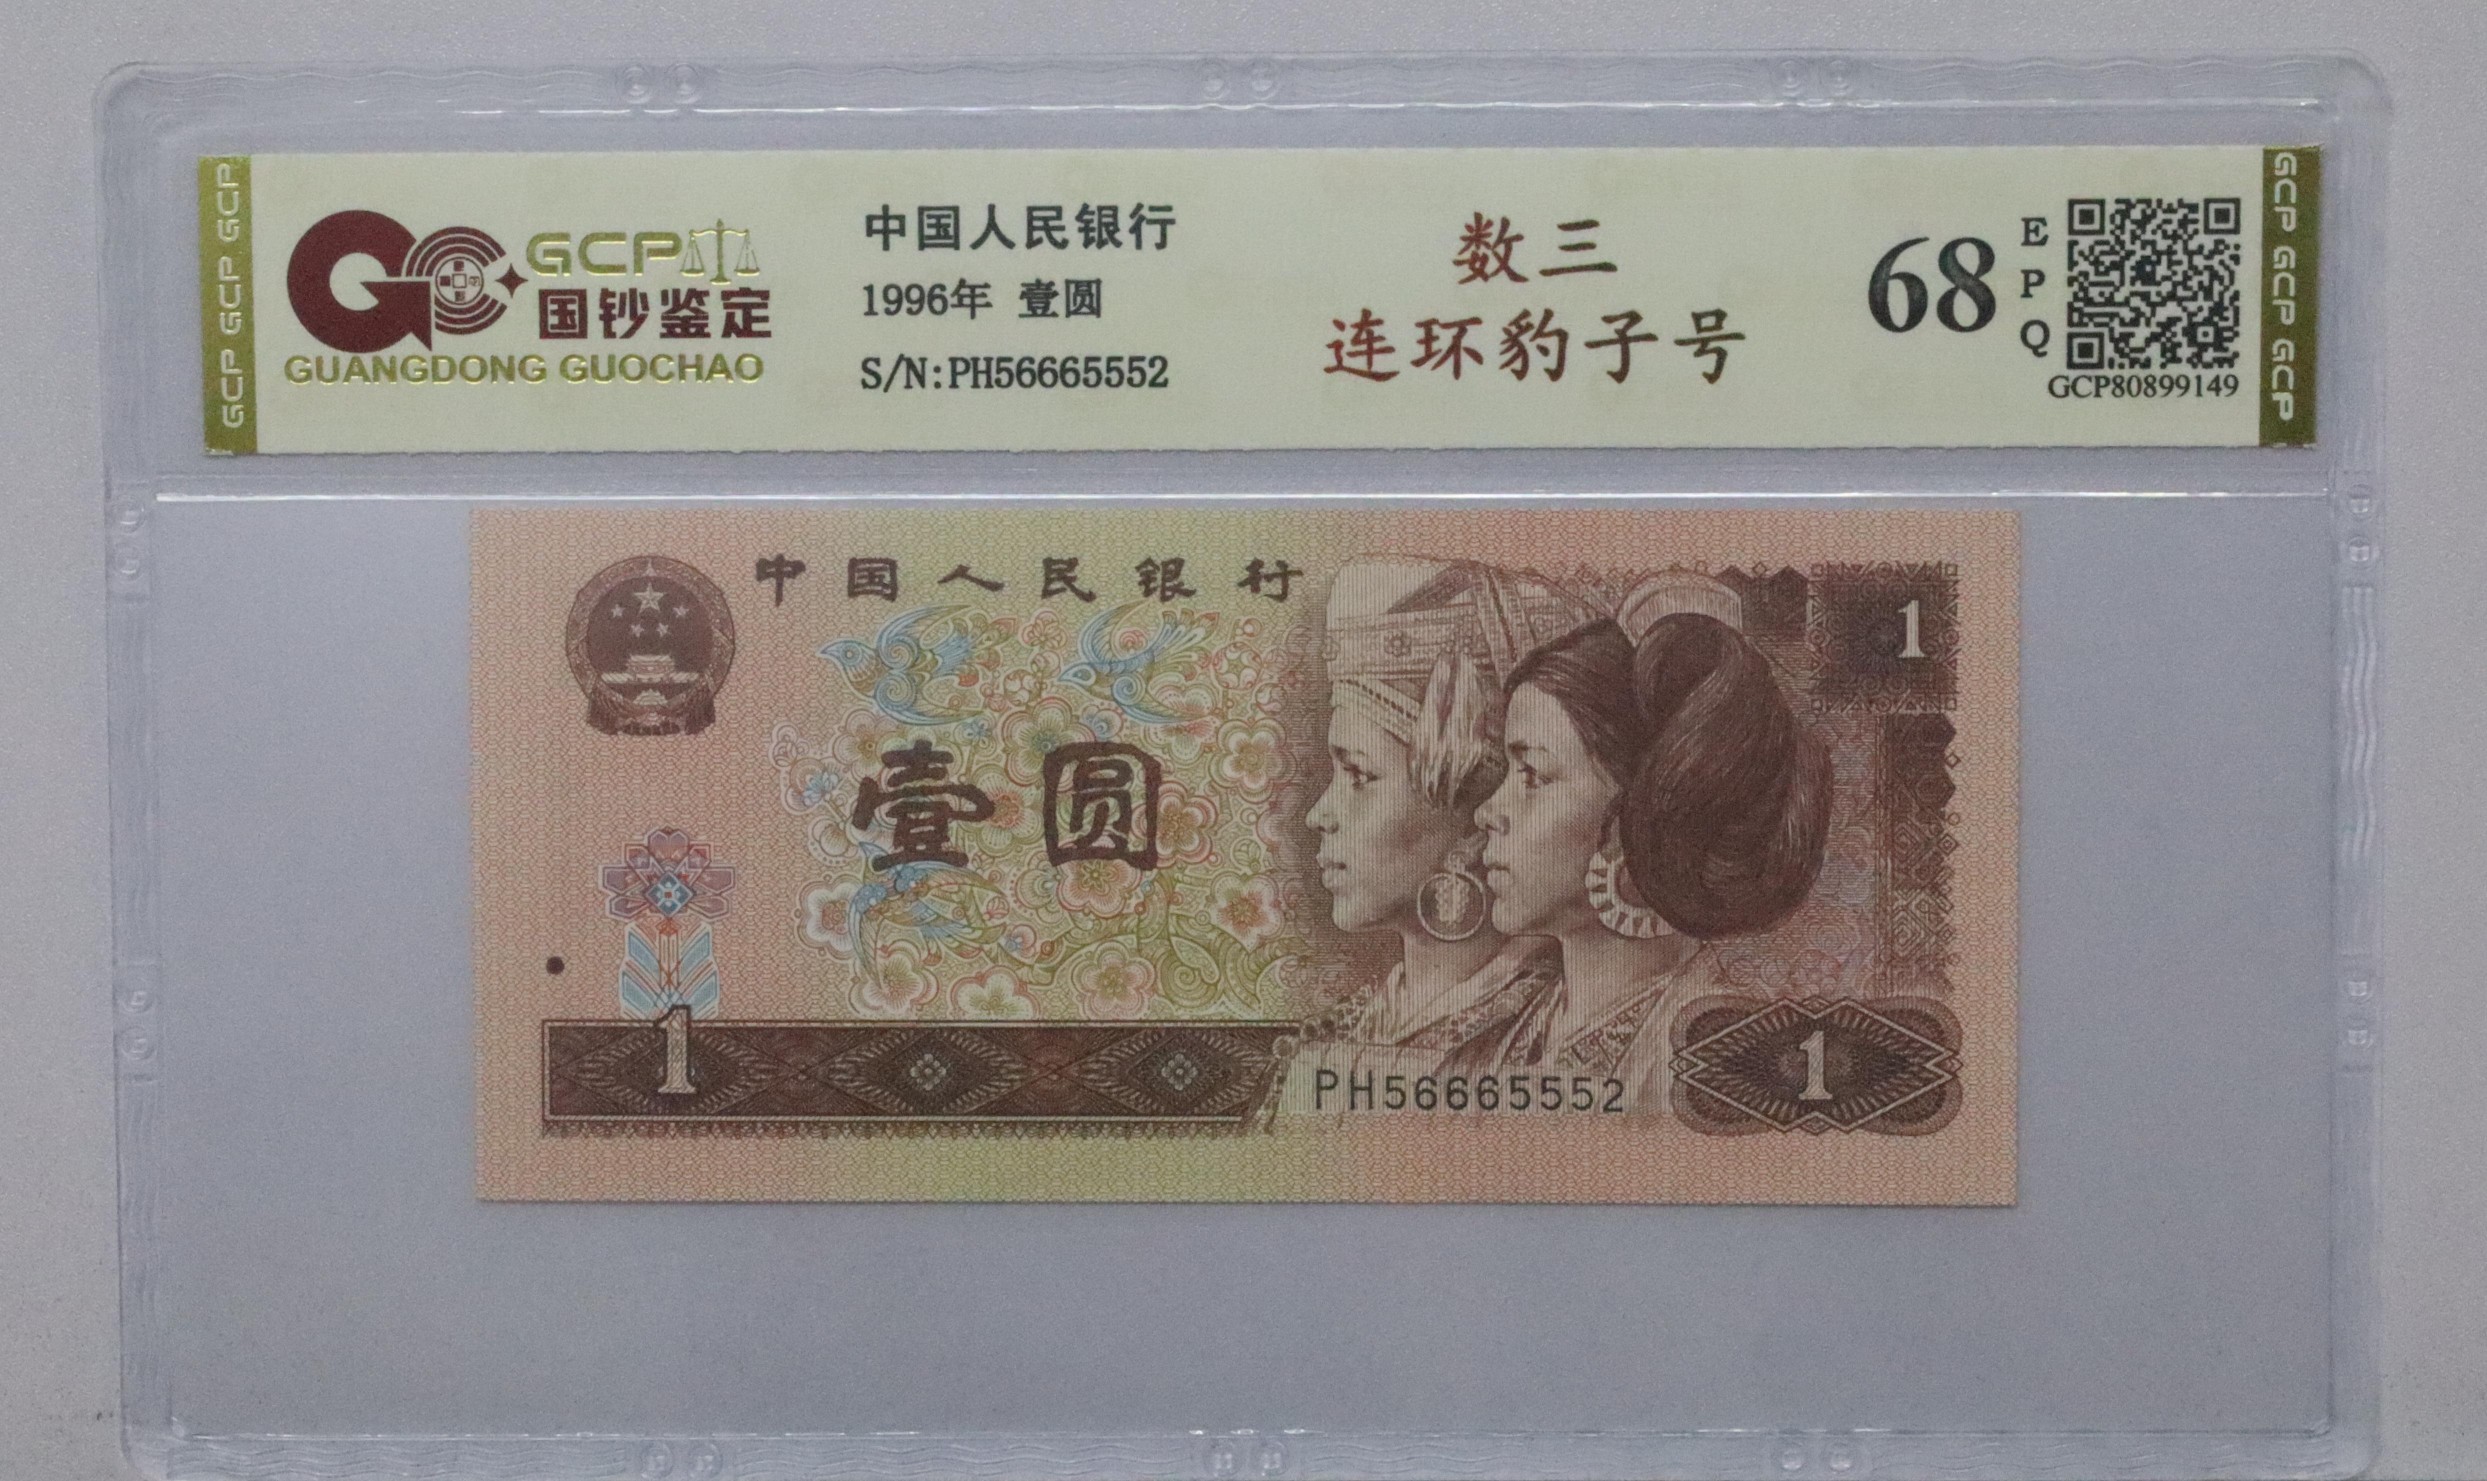 GCP GCP GCP
GCP
国钞鉴定
GUANGDONG GUOCHAO
中国人民银行
1996年 壹圆
S/N:PH56665552
数三
连环豹子号
68
E
P
Q
GCP80899149
GCP GCP GCP
中国人民银行
1
壹圆
1
PH56665552
1